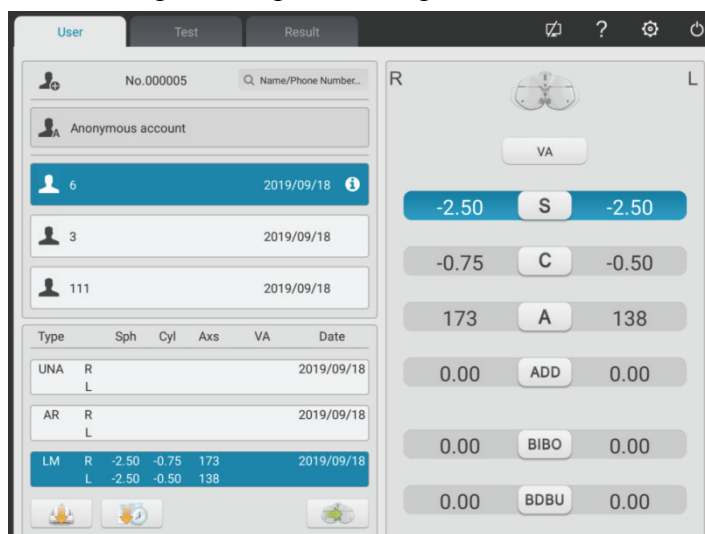 User Test Result ?
No.000005 Name/Phone Number...
A Anonymous account
6 2019/09/18 i
3 2019/09/18
111 2019/09/18
Type Sph Cyl Axs VA Date
UNA R 2019/09/18
L
AR R 2019/09/18
L
LM R -2.50 -0.75 173 2019/09/18
L -2.50 -0.50 138
R L
VA
-2.50 S -2.50
-0.75 C -0.50
173 A 138
0.00 ADD 0.00
0.00 BIBO 0.00
0.00 BDBU 0.00